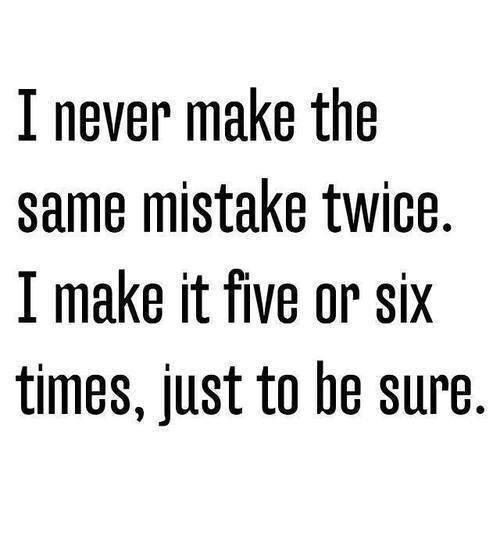 I never make the
same mistake twice.
I make it five or six
times, just to be sure.